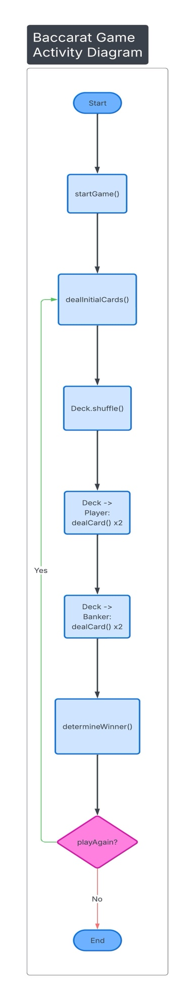 Baccarat Game
Activity Diagram
Start
startGame()
dealInitialCards()
Deck.shuffle()
Deck ->
Player:
dealCard() x2
Yes
Deck ->
Banker:
dealCard() x2
determineWinner()
playAgain?
No
End